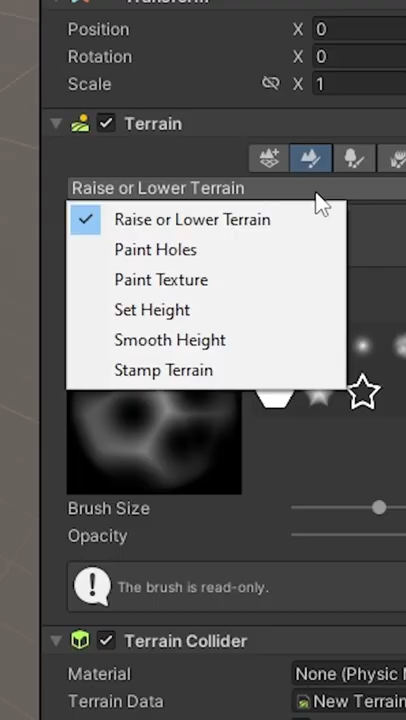 Position X 0
Rotation X 0
Scale X 1
Terrain
Raise or Lower Terrain
Raise or Lower Terrain
Paint Holes
Paint Texture
Set Height
Smooth Height
Stamp Terrain
Brush Size
Opacity
The brush is read-only.
Terrain Collider
Material None (Physic
Terrain Data New Terrain